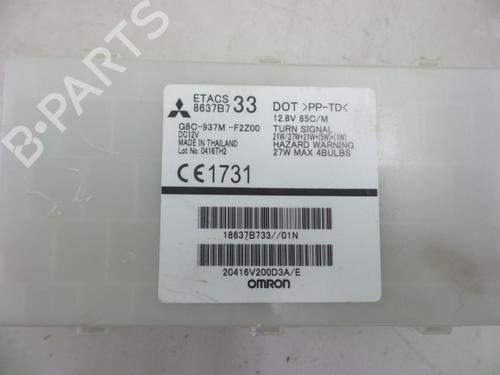 ETACS
8637B7 33
G8C-937M -F2Z00
DC12V
MADE IN THAILAND
Lot No. 0416TH2
CE1731
DOT >PP-TD<
12.8V 85C/M
TURN SIGNAL
21W/27W+21W+(5W)+(1W)
HAZARD WARNING
27W MAX 4BULBS
18637B733//01N
20416V200D3A/E
OMRON
B-PARTS